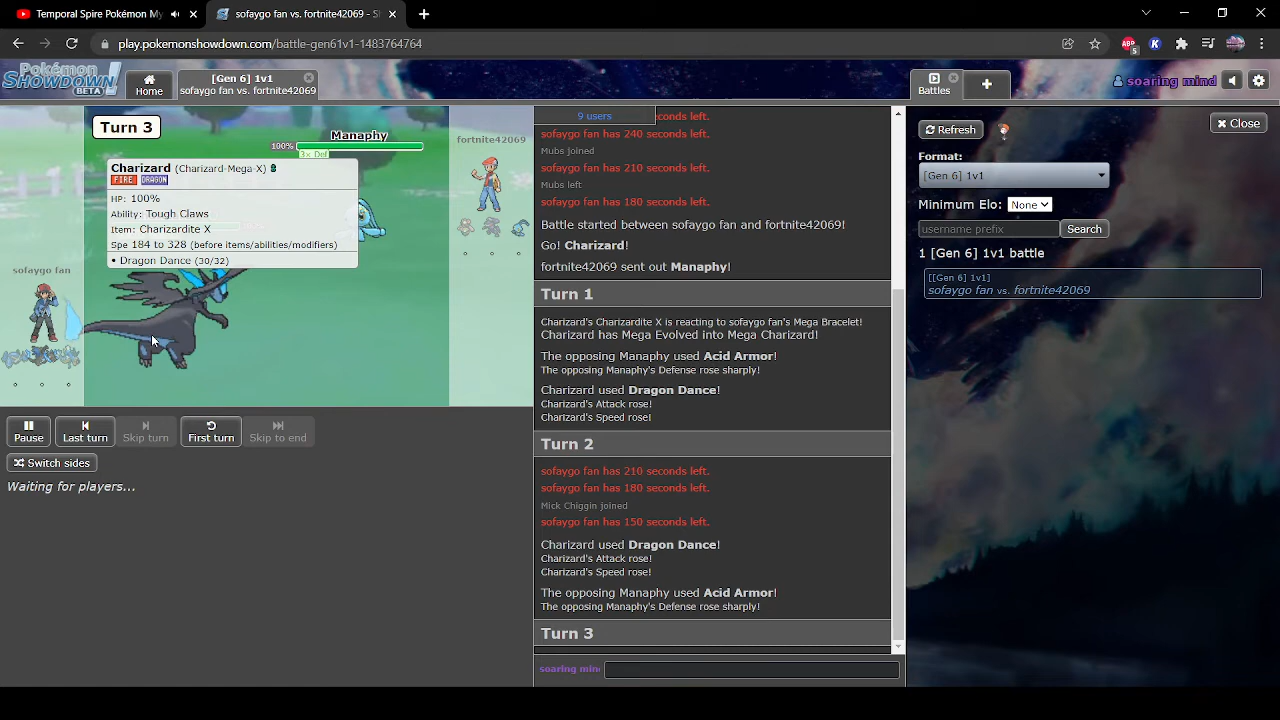 Temporal Spire Pokémon My
sofaygo fan vs. fortnite42069 - S
play.pokemonshowdown.com/battle-gen61v1-1483764764
ABP
5
K
Pokémon
SHOWDOWN!
BETA
Home
[Gen 6] 1v1
sofaygo fan vs. fortnite42069
Battles
soaring mind
Turn 3
Manaphy
100%
3× Def
fortnite42069
Charizard (Charizard-Mega-X)
FIRE DRAGON
HP: 100%
Ability: Tough Claws
Item: Charizardite X
Spe 184 to 328 (before items/abilities/modifiers)
• Dragon Dance (30/32)
sofaygo fan
Pause
Last turn
Skip turn
First turn
Skip to end
Switch sides
Waiting for players...
9 users
sofaygo fan has 240 seconds left.
Mubs joined
sofaygo fan has 210 seconds left.
Mubs left
sofaygo fan has 180 seconds left.
Battle started between sofaygo fan and fortnite42069!
Go! Charizard!
fortnite42069 sent out Manaphy!
Turn 1
Charizard's Charizardite X is reacting to sofaygo fan's Mega Bracelet!
Charizard has Mega Evolved into Mega Charizard!
The opposing Manaphy used Acid Armor!
The opposing Manaphy's Defense rose sharply!
Charizard used Dragon Dance!
Charizard's Attack rose!
Charizard's Speed rose!
Turn 2
sofaygo fan has 210 seconds left.
sofaygo fan has 180 seconds left.
Mick Chiggin joined
sofaygo fan has 150 seconds left.
Charizard used Dragon Dance!
Charizard's Attack rose!
Charizard's Speed rose!
The opposing Manaphy used Acid Armor!
The opposing Manaphy's Defense rose sharply!
Turn 3
soaring min
Refresh
Close
Format:
[Gen 6] 1v1
Minimum Elo: None
username prefix
Search
1 [Gen 6] 1v1 battle
[[Gen 6] 1v1]
sofaygo fan vs. fortnite42069